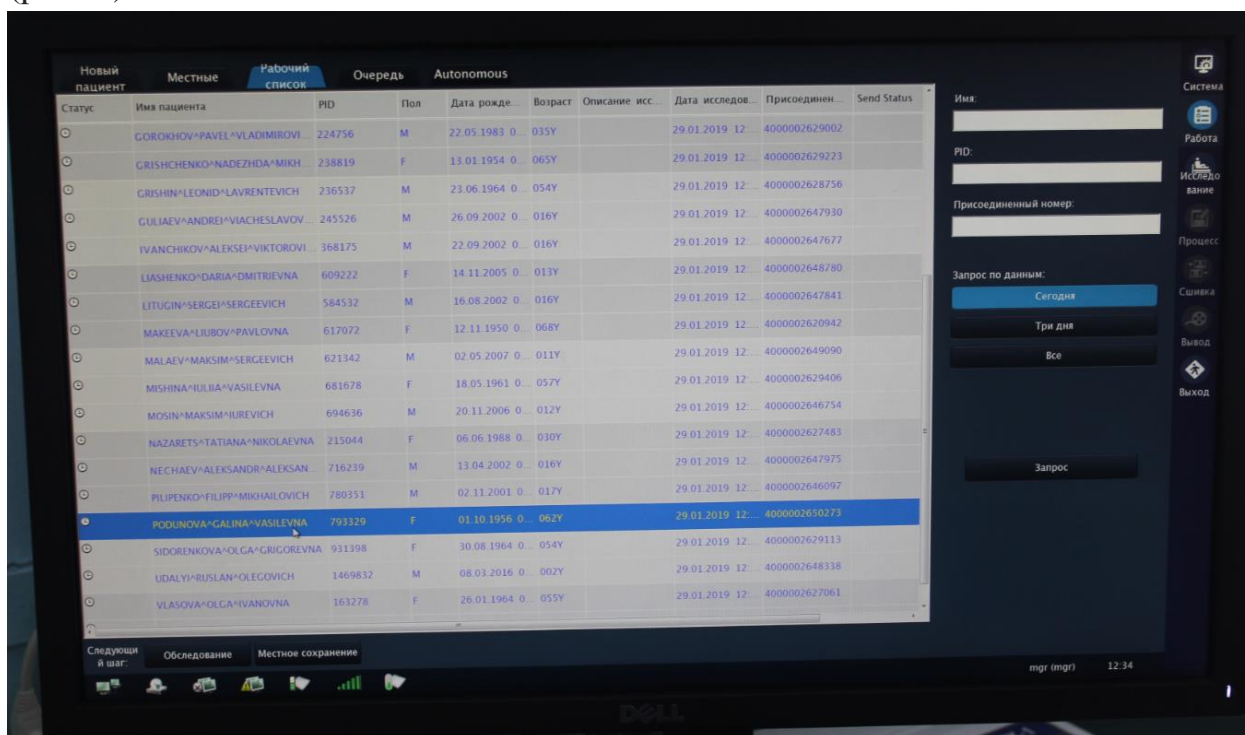 Новый пациент Местные Рабочий список Очередь Autonomous
Статус Имя пациента PID Пол Дата рожде... Возраст Описание исс... Дата исследов... Присоединен... Send Status
GOROKHOV^PAVEL^VLADIMIROVI... 224756 M 22.05.1983 0... 035Y 29.01.2019 12:... 4000002629002
GRISHCHENKO^NADEZHDA^MIKH... 238819 F 13.01.1954 0... 065Y 29.01.2019 12:... 4000002629223
GRISHIN^LEONID^LAVRENTEVICH 236537 M 23.06.1964 0... 054Y 29.01.2019 12:... 4000002628756
GULIAEV^ANDREI^VIACHESLAVOV... 245526 M 26.09.2002 0... 016Y 29.01.2019 12:... 4000002647930
IVANCHIKOV^ALEKSEI^VIKTOROVI... 368175 M 22.09.2002 0... 016Y 29.01.2019 12:... 4000002647677
LIASHENKO^DARIA^DMITRIEVNA 609222 F 14.11.2005 0... 013Y 29.01.2019 12:... 4000002648780
LITUGIN^SERGEI^SERGEEVICH 584532 M 16.08.2002 0... 016Y 29.01.2019 12:... 4000002647841
MAKEEVA^LIUBOV^PAVLOVNA 617072 F 12.11.1950 0... 068Y 29.01.2019 12:... 4000002620942
MALAEV^MAKSIM^SERGEEVICH 621342 M 02.05.2007 0... 011Y 29.01.2019 12:... 4000002649090
MISHINA^IULIIA^VASILEVNA 681678 F 18.05.1961 0... 057Y 29.01.2019 12:... 4000002629406
MOSIN^MAKSIM^IUREVICH 694636 M 20.11.2006 0... 012Y 29.01.2019 12:... 4000002646754
NAZARETS^TATIANA^NIKOLAEVNA 215044 F 06.06.1988 0... 030Y 29.01.2019 12:... 4000002627483
NECHAEV^ALEKSANDR^ALEKSAN... 716239 M 13.04.2002 0... 016Y 29.01.2019 12:... 4000002647975
PILIPENKO^FILIPP^MIKHAILOVICH 780351 M 02.11.2001 0... 017Y 29.01.2019 12:... 4000002646097
PODUNOVA^GALINA^VASILEVNA 793329 F 01.10.1956 0... 062Y 29.01.2019 12:... 4000002650273
SIDORENKOVA^OLGA^GRIGOREVNA 931398 F 30.08.1964 0... 054Y 29.01.2019 12:... 4000002629113
UDALYI^RUSLAN^OLEGOVICH 1469832 M 08.03.2016 0... 002Y 29.01.2019 12:... 4000002648338
VLASOVA^OLGA^IVANOVNA 163278 F 26.01.1964 0... 055Y 29.01.2019 12:... 4000002627061
Следующи
й шаг: Обследование Местное сохранение
Имя:
PID:
Присоединенный номер:
Запрос по данным:
Сегодня
Три дня
Все
Запрос
mgr (mgr) 12:34
Система
Работа
Исследо
вание
Процесс
Сшивка
Вывод
Выход
DELL